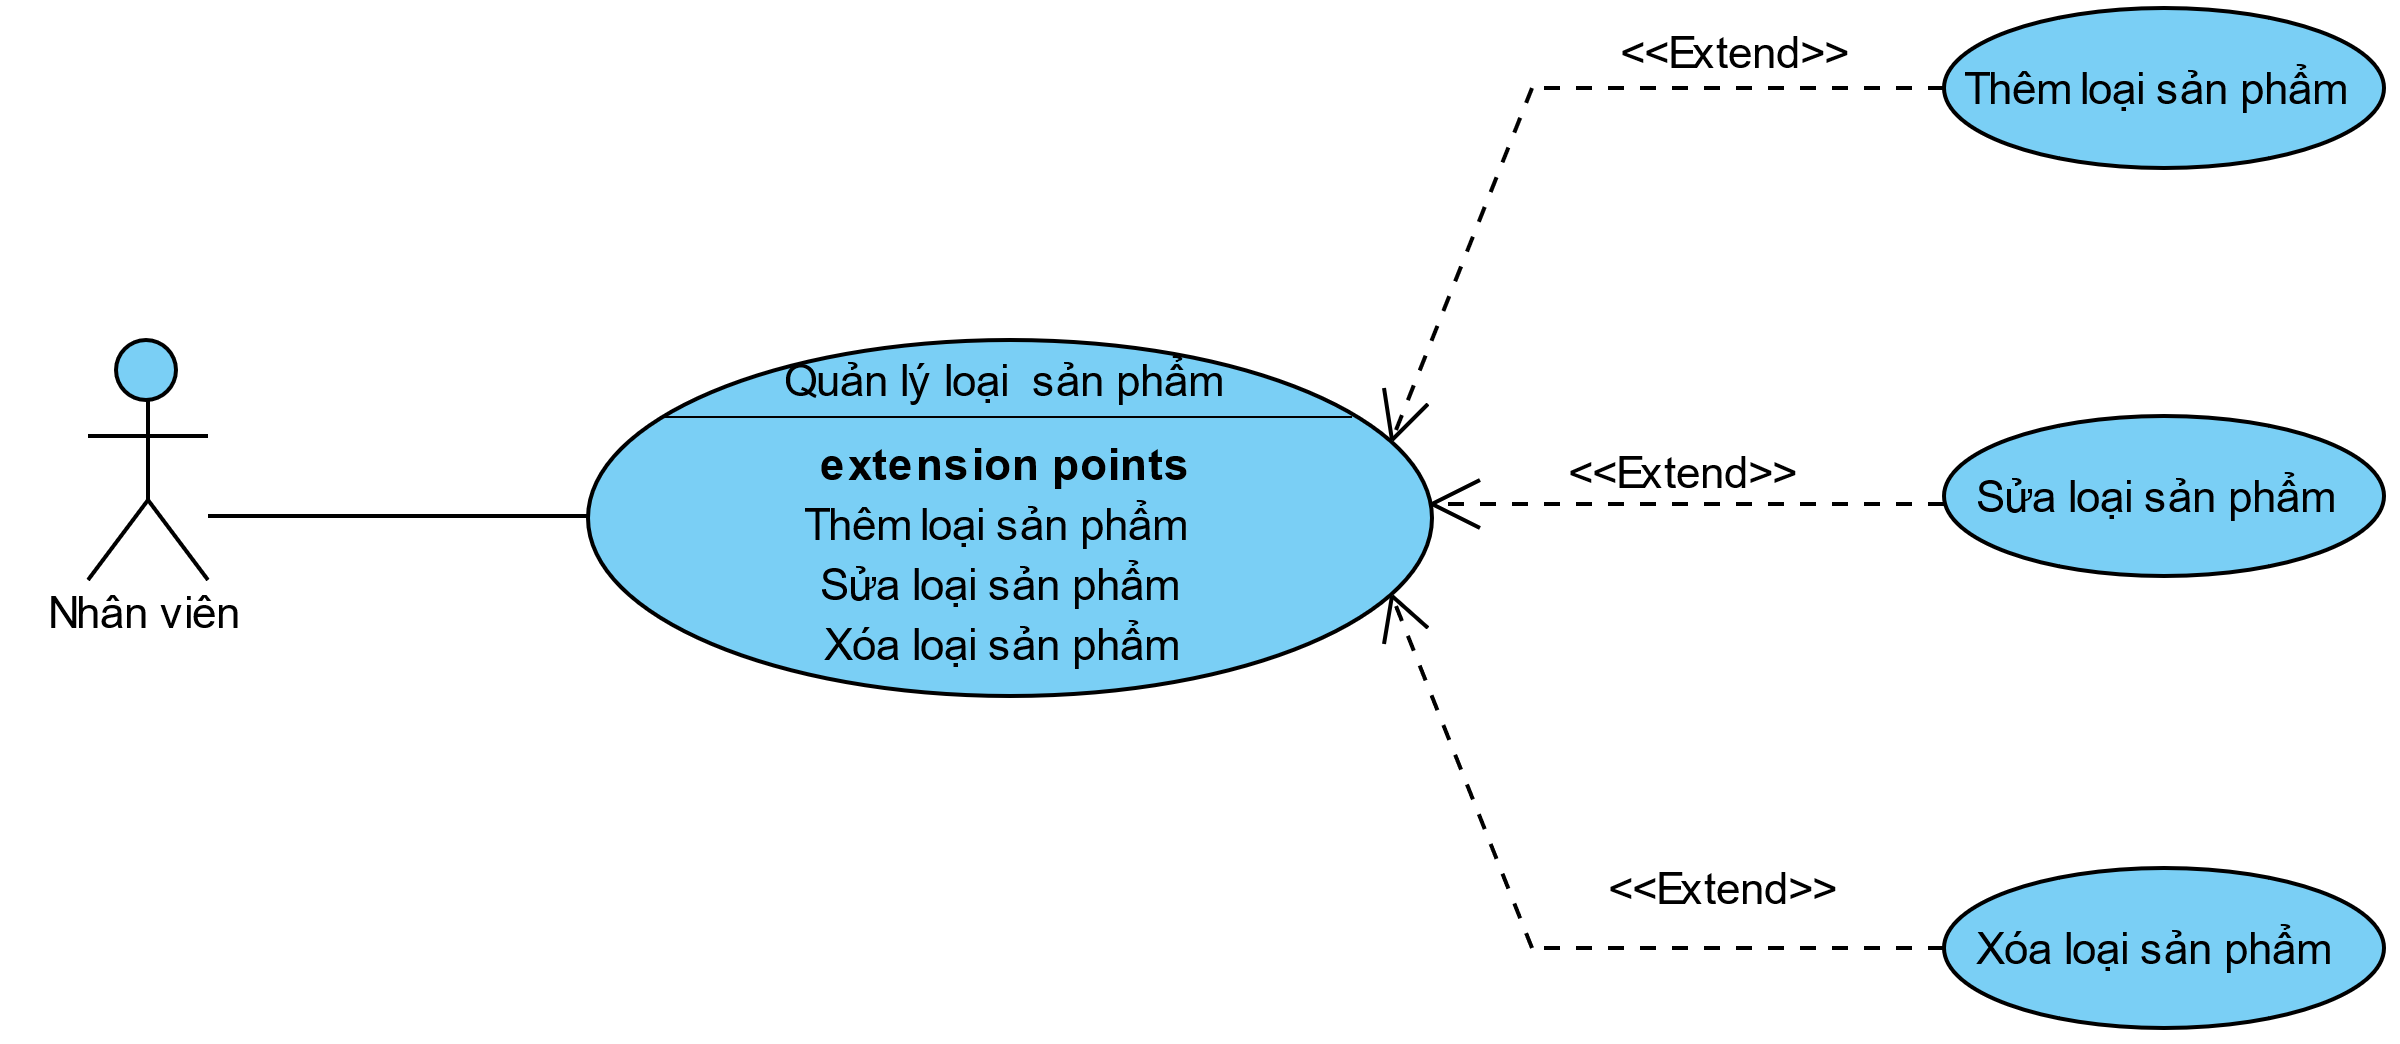 <<Extend>>
Thêm loại sản phẩm
Quản lý loại  sản phẩm
extension points
Thêm loại sản phẩm
Sửa loại sản phẩm
Xóa loại sản phẩm
<<Extend>>
Sửa loại sản phẩm
Nhân viên
<<Extend>>
Xóa loại sản phẩm